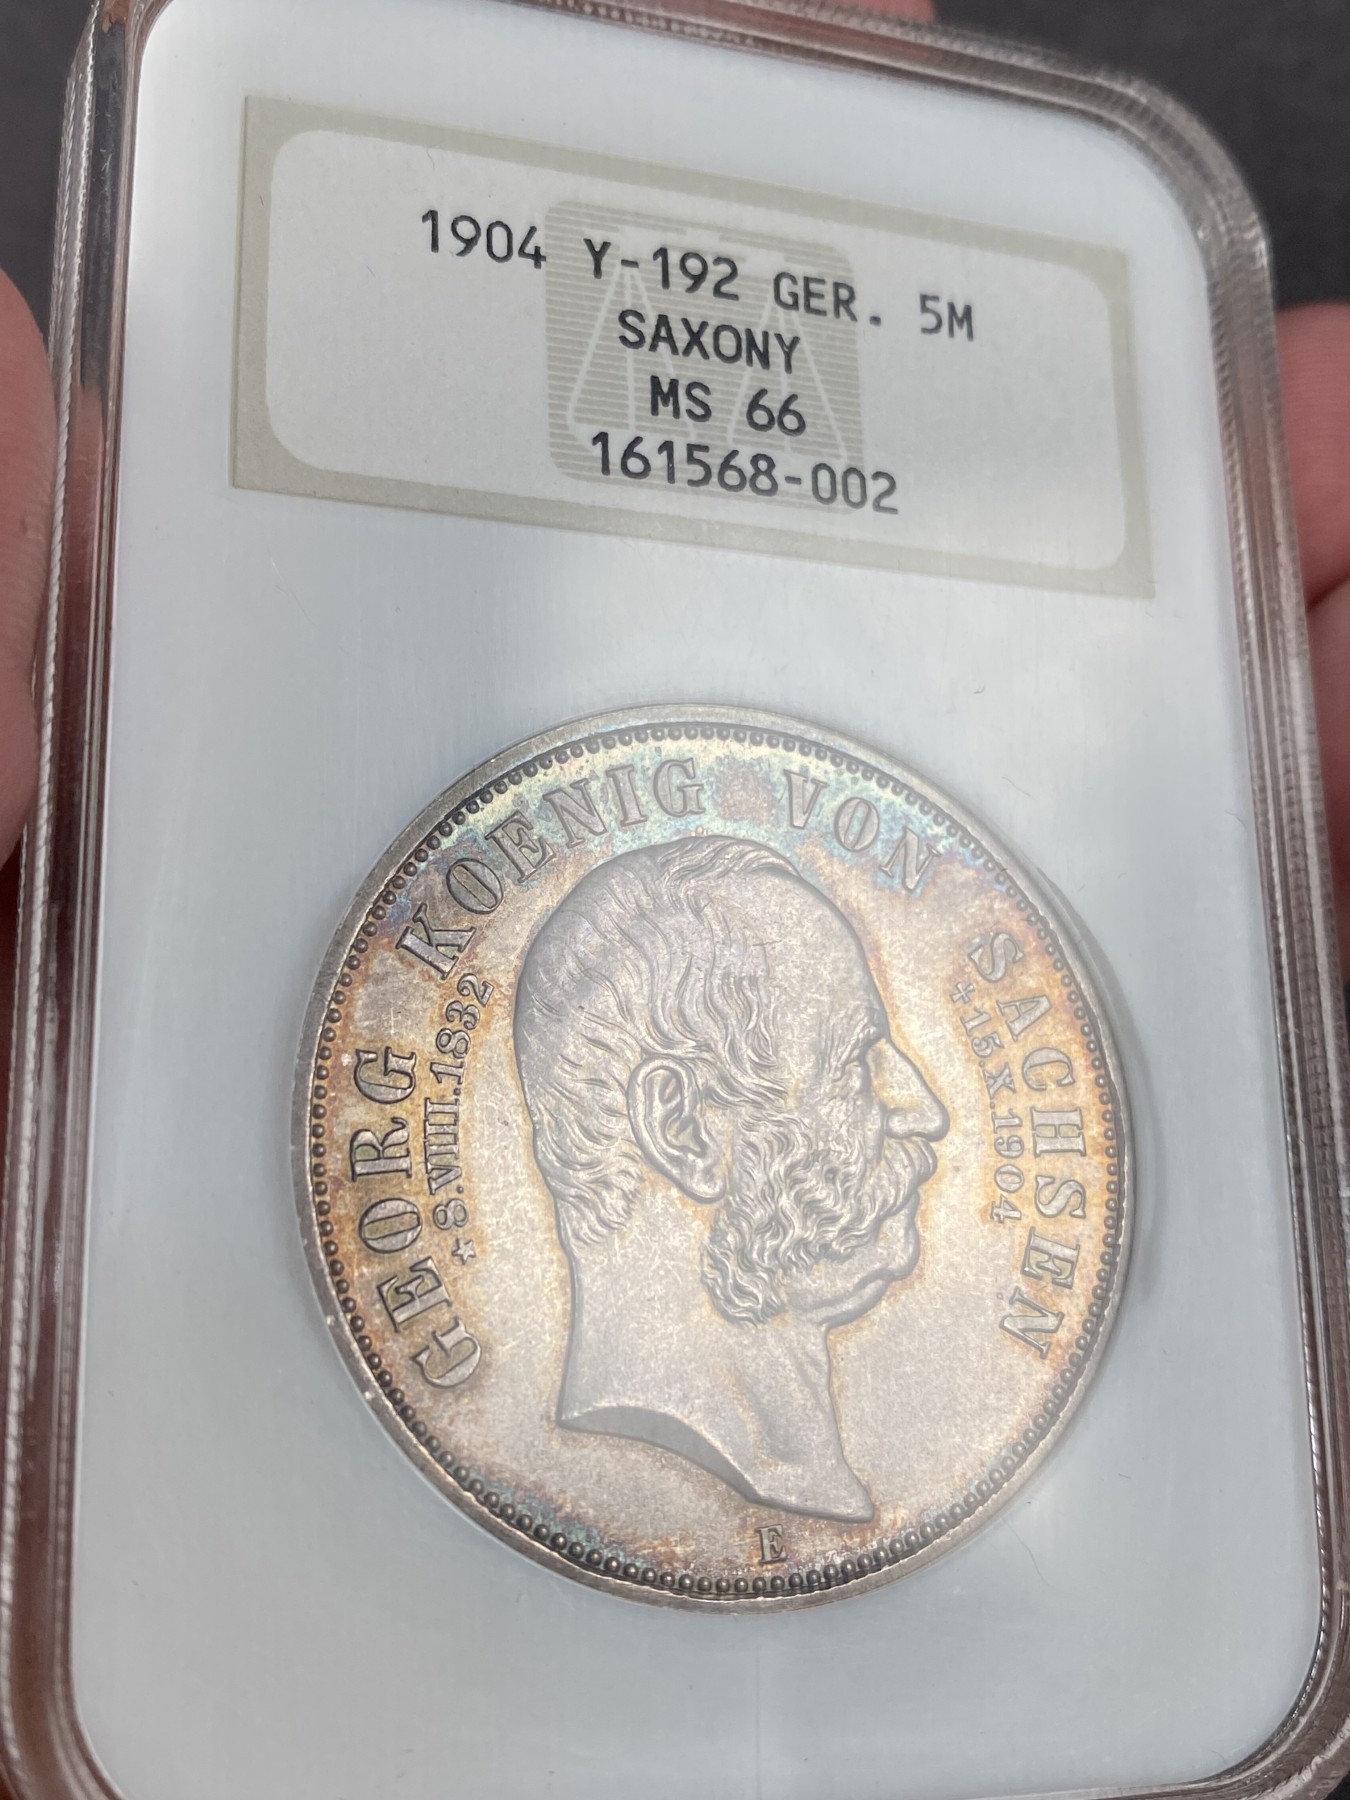 1904 Y-192 GER. 5M
SAXONY
MS 66
161568-002
GEORG KOENIG VON SACHSEN
* 8.VIII.1832
+ 15.X.1904
E